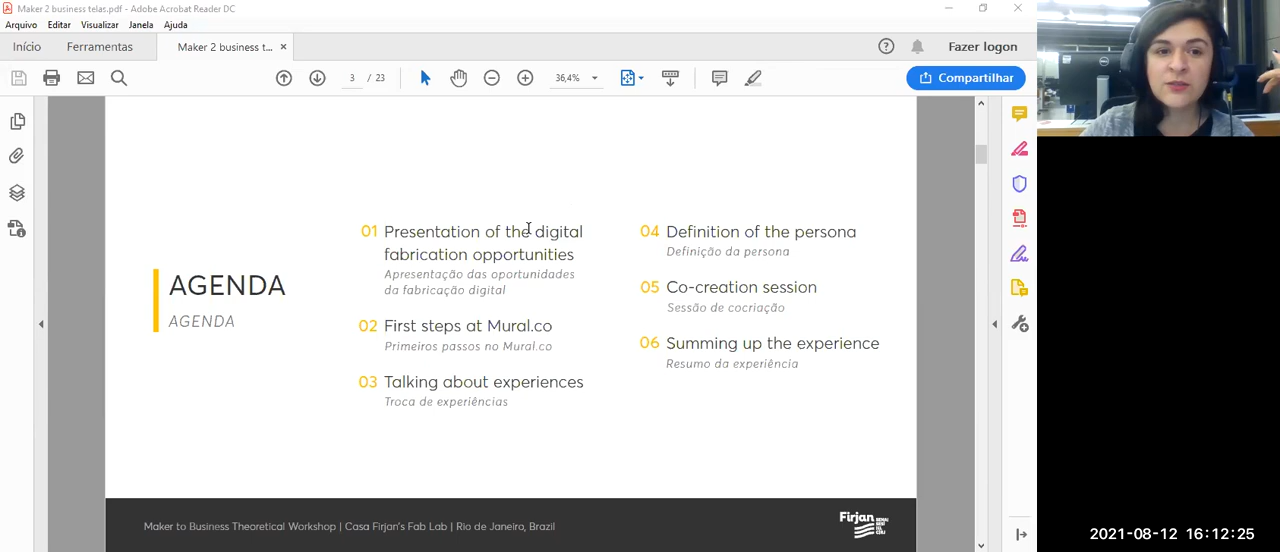 Maker 2 business telas.pdf - Adobe Acrobat Reader DC
Arquivo Editar Visualizar Janela Ajuda
Início Ferramentas Maker 2 business t... × Fazer logon
3 / 23 36,4% Compartilhar
AGENDA
AGENDA
01 Presentation of the digital
fabrication opportunities
Apresentação das oportunidades
da fabricação digital
02 First steps at Mural.co
Primeiros passos no Mural.co
03 Talking about experiences
Troca de experiências
04 Definition of the persona
Definição da persona
05 Co-creation session
Sessão de cocriação
06 Summing up the experience
Resumo da experiência
Maker to Business Theoretical Workshop | Casa Firjan's Fab Lab | Rio de Janeiro, Brazil
Firjan
2021-08-12 16:12:25